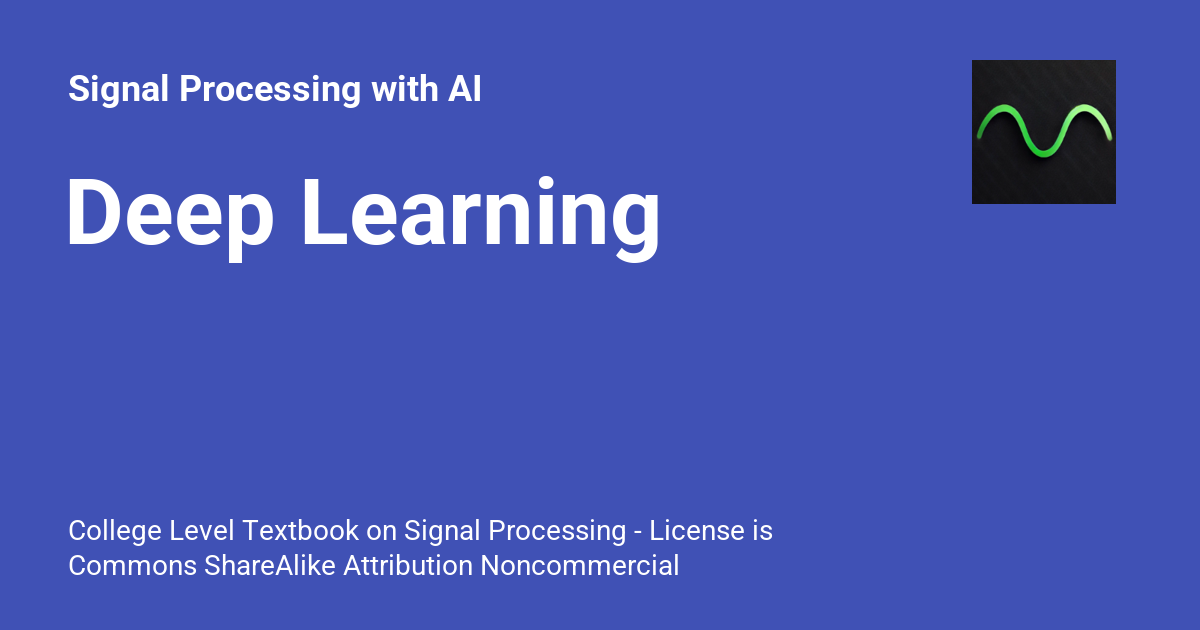 Signal Processing with AI
Deep Learning
College Level Textbook on Signal Processing - License is
Commons ShareAlike Attribution Noncommercial